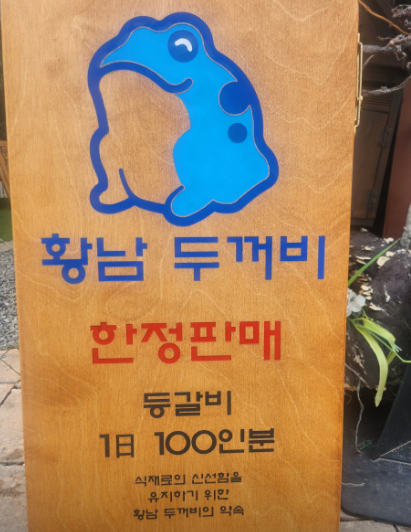 황남 두꺼비
한정판매
등갈비
1日 100인분
식재료의 신선함을
유지하기 위한
황남 두꺼비의 약속